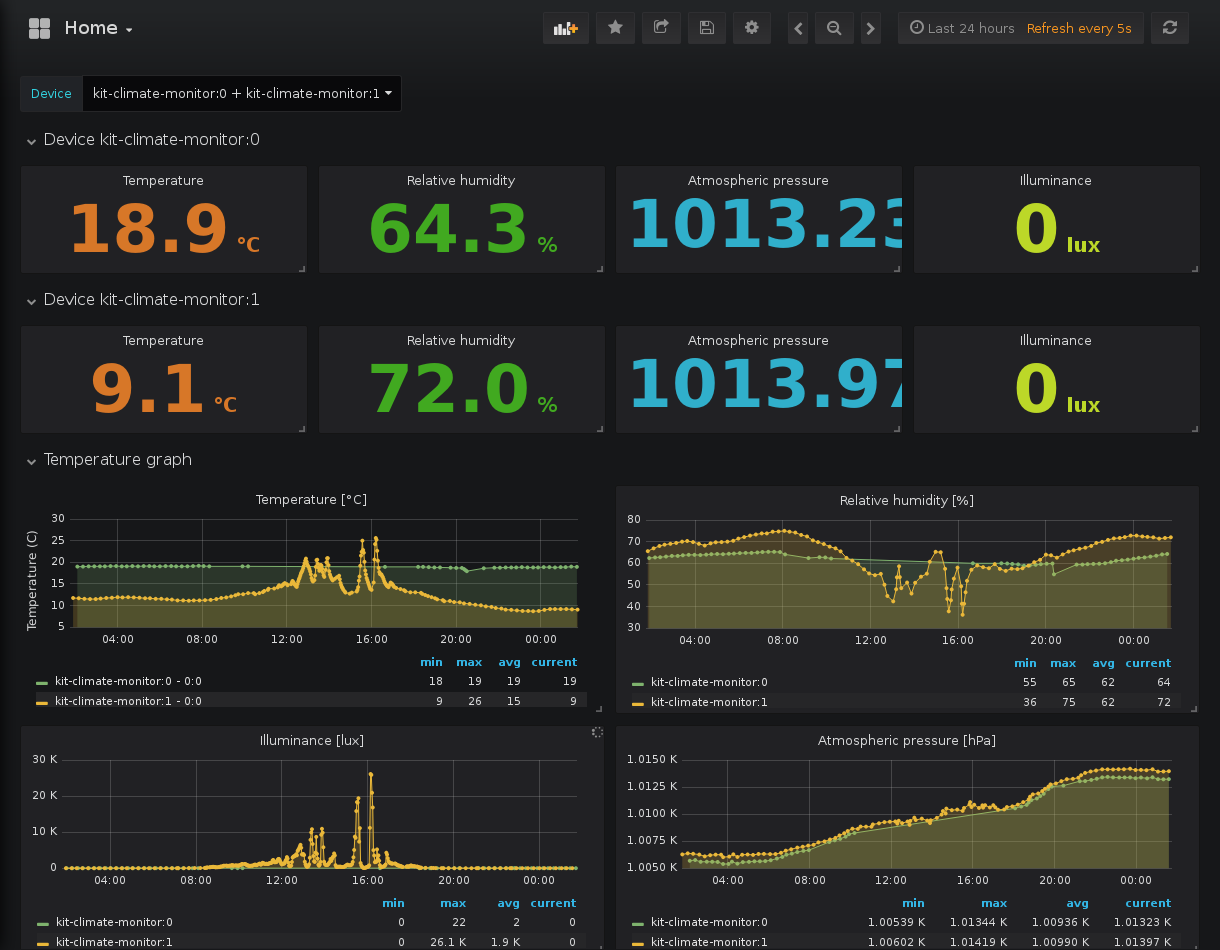 Home
Last 24 hours Refresh every 5s
Device kit-climate-monitor:0 + kit-climate-monitor:1
Device kit-climate-monitor:0
Temperature Relative humidity Atmospheric pressure Illuminance
18.9 °C 64.3 % 1013.23 0 lux
Device kit-climate-monitor:1
Temperature Relative humidity Atmospheric pressure Illuminance
9.1 °C 72.0 % 1013.97 0 lux
Temperature graph
Temperature [°C]
Temperature (C)
30
25
20
15
10
5
04:00 08:00 12:00 16:00 20:00 00:00
min max avg current
kit-climate-monitor:0 - 0:0 18 19 19 19
kit-climate-monitor:1 - 0:0 9 26 15 9
Relative humidity [%]
80
70
60
50
40
30
04:00 08:00 12:00 16:00 20:00 00:00
min max avg current
kit-climate-monitor:0 55 65 62 64
kit-climate-monitor:1 36 75 62 72
Illuminance [lux]
30 K
20 K
10 K
0
04:00 08:00 12:00 16:00 20:00 00:00
min max avg current
kit-climate-monitor:0 0 22 2 0
kit-climate-monitor:1 0 26.1 K 1.9 K 0
Atmospheric pressure [hPa]
1.0150 K
1.0125 K
1.0100 K
1.0075 K
1.0050 K
04:00 08:00 12:00 16:00 20:00 00:00
min max avg current
kit-climate-monitor:0 1.00539 K 1.01344 K 1.00936 K 1.01323 K
kit-climate-monitor:1 1.00602 K 1.01419 K 1.00990 K 1.01397 K